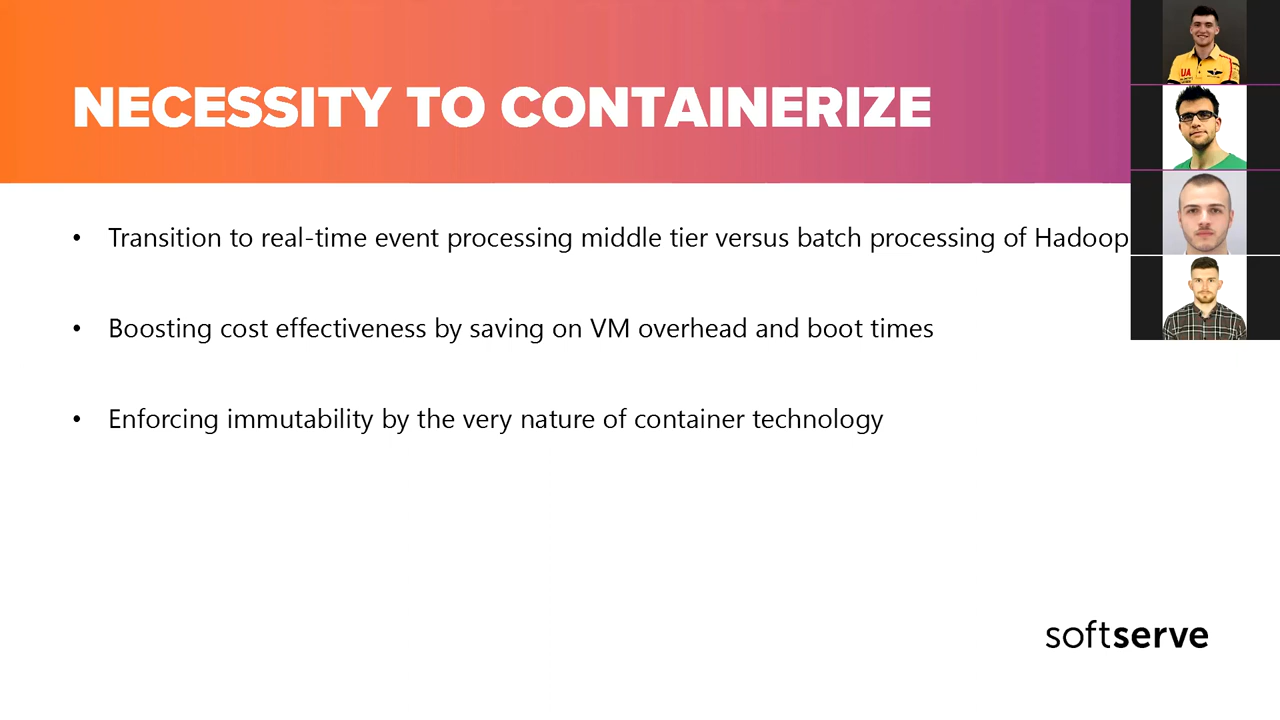 NECESSITY TO CONTAINERIZE
• Transition to real-time event processing middle tier versus batch processing of Hadoop
• Boosting cost effectiveness by saving on VM overhead and boot times
• Enforcing immutability by the very nature of container technology
UA
softserve